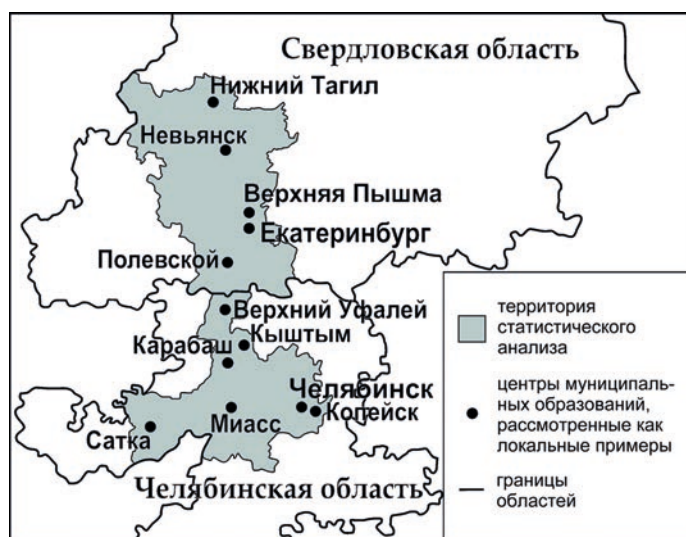 Свердловская область
Нижний Тагил
Невьянск
Верхняя Пышма
Екатеринбург
Полевской
Верхний Уфалей
Кыштым
Карабаш
Челябинск
Копейск
Миасс
Сатка
Челябинская область
территория
статистического
анализа
центры муниципаль-
ных образований,
рассмотренные как
локальные примеры
границы
областей